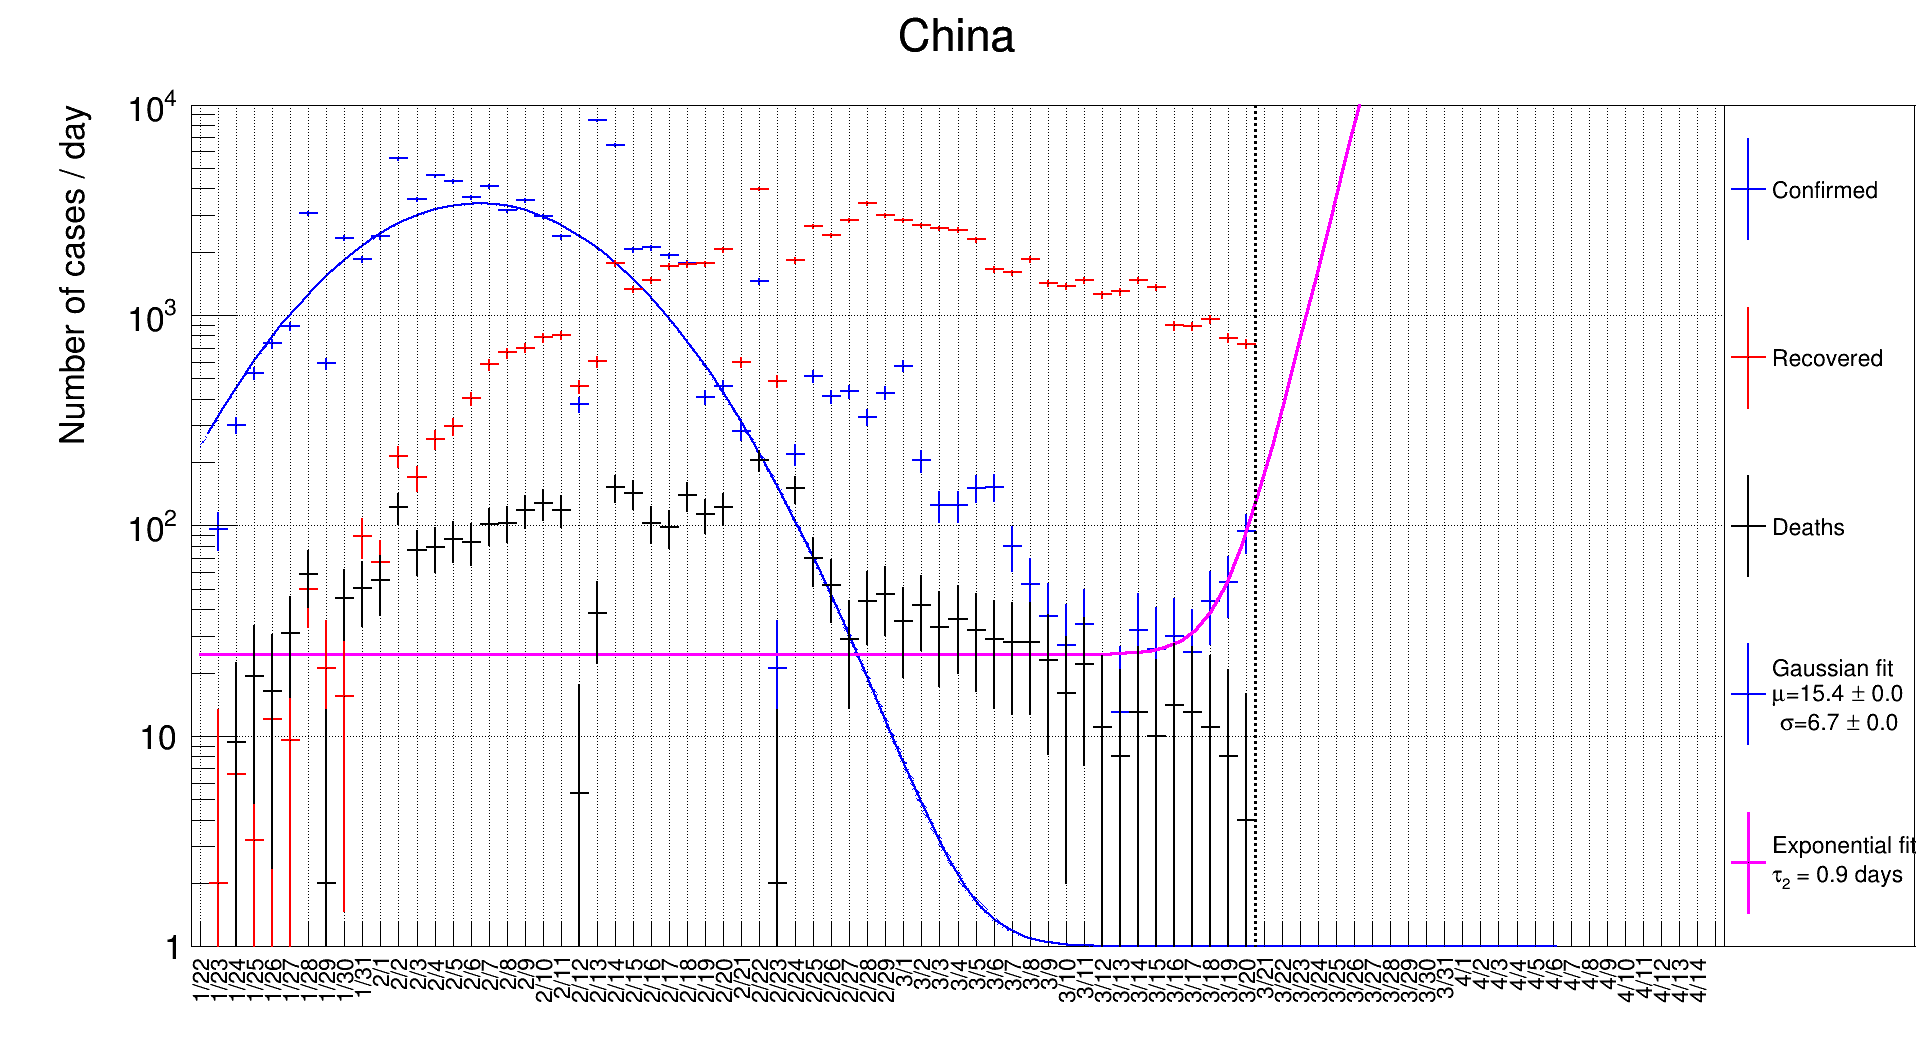 China
Number of cases / day
10⁴
10³
10²
10
1
1/22 1/23 1/24 1/25 1/26 1/27 1/28 1/29 1/30 1/31 2/1 2/2 2/3 2/4 2/5 2/6 2/7 2/8 2/9 2/10 2/11 2/12 2/13 2/14 2/15 2/16 2/17 2/18 2/19 2/20 2/21 2/22 2/23 2/24 2/25 2/26 2/27 2/28 2/29 3/1 3/2 3/3 3/4 3/5 3/6 3/7 3/8 3/9 3/10 3/11 3/12 3/13 3/14 3/15 3/16 3/17 3/18 3/19 3/20 3/21 3/22 3/23 3/24 3/25 3/26 3/27 3/28 3/29 3/30 3/31 4/1 4/2 4/3 4/4 4/5 4/6 4/7 4/8 4/9 4/10 4/11 4/12 4/13 4/14
Confirmed
Recovered
Deaths
Gaussian fit
μ=15.4 ± 0.0
σ=6.7 ± 0.0
Exponential fit
τ₂ = 0.9 days